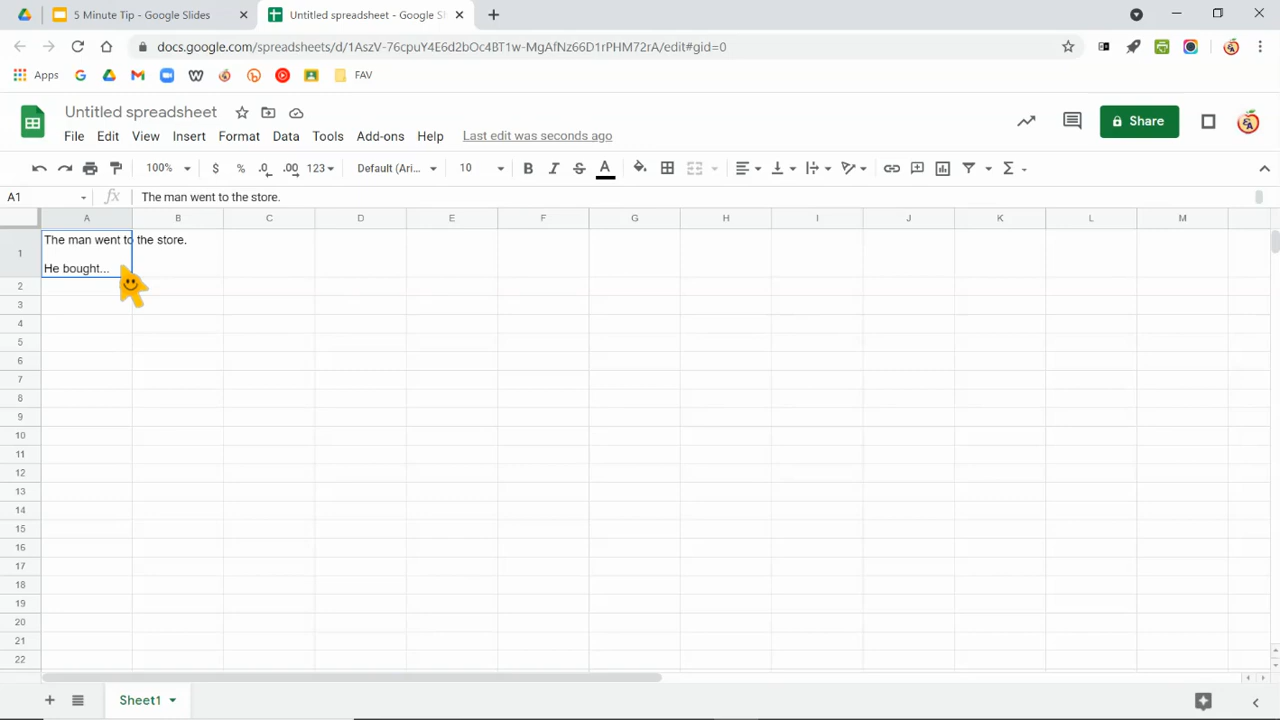 5 Minute Tip - Google Slides
Untitled spreadsheet - Google S
docs.google.com/spreadsheets/d/1AszV-76cpuY4E6d2bOc4BT1w-MgAfNz66D1rPHM72rA/edit#gid=0
Apps FAV
Untitled spreadsheet
File Edit View Insert Format Data Tools Add-ons Help Last edit was seconds ago
Share
100% $ % .0 .00 123 Default (Ari... 10 B I S A
A1 fx The man went to the store.
A B C D E F G H I J K L M
1 The man went to the store.
He bought...
2
3
4
5
6
7
8
9
10
11
12
13
14
15
16
17
18
19
20
21
22
Sheet1